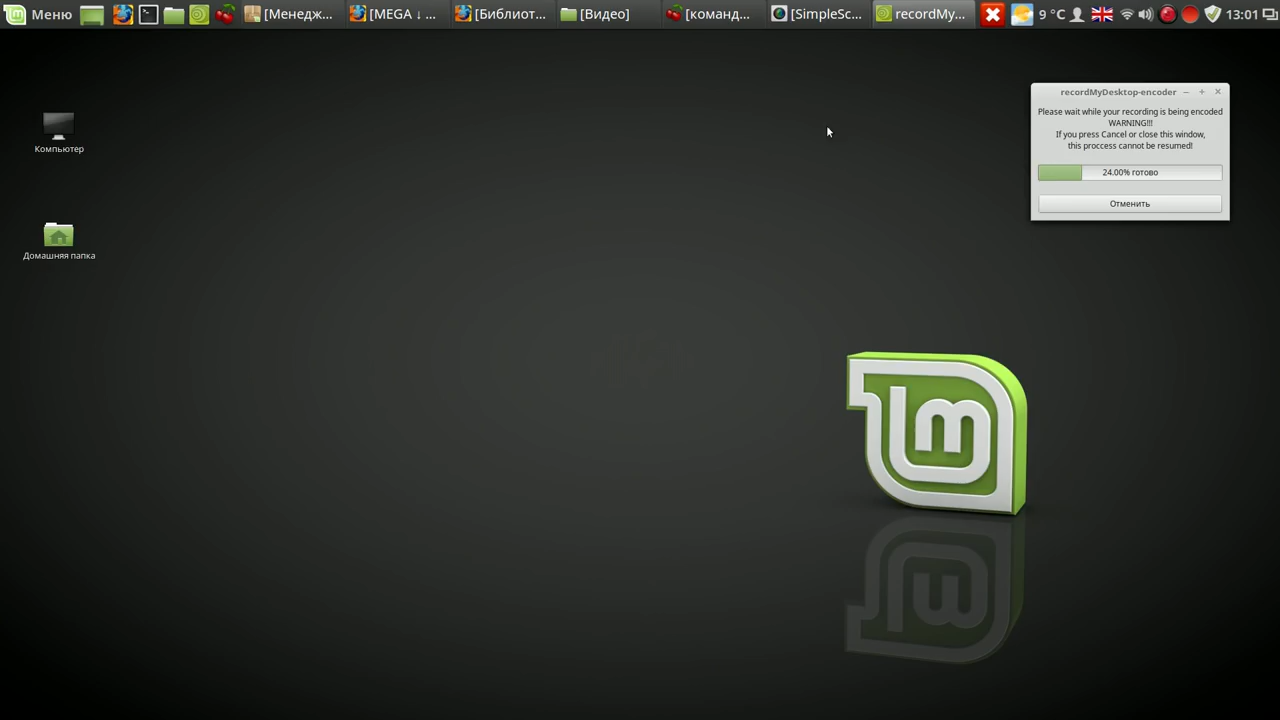 Меню
[Менедж...
[MEGA ↓ ...
[Библиот...
[Видео]
[команд...
[SimpleSc...
recordMy...
9 °C
13:01
Компьютер
Домашняя папка
recordMyDesktop-encoder
Please wait while your recording is being encoded
WARNING!!!
If you press Cancel or close this window,
this proccess cannot be resumed!
24.00% готово
Отменить